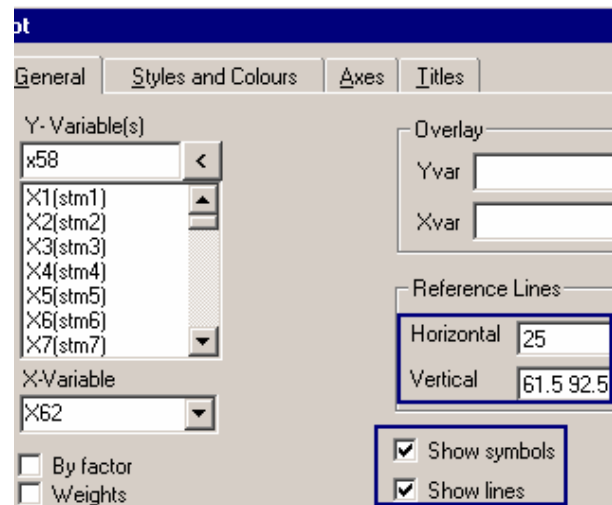 ot
General Styles and Colours Axes Titles
Y- Variable(s)
x58 <
X1(stm1)
X2(stm2)
X3(stm3)
X4(stm4)
X5(stm5)
X6(stm6)
X7(stm7)
X-Variable
X62
By factor
Weights
Overlay
Yvar
Xvar
Reference Lines
Horizontal 25
Vertical 61.5 92.5
Show symbols
Show lines